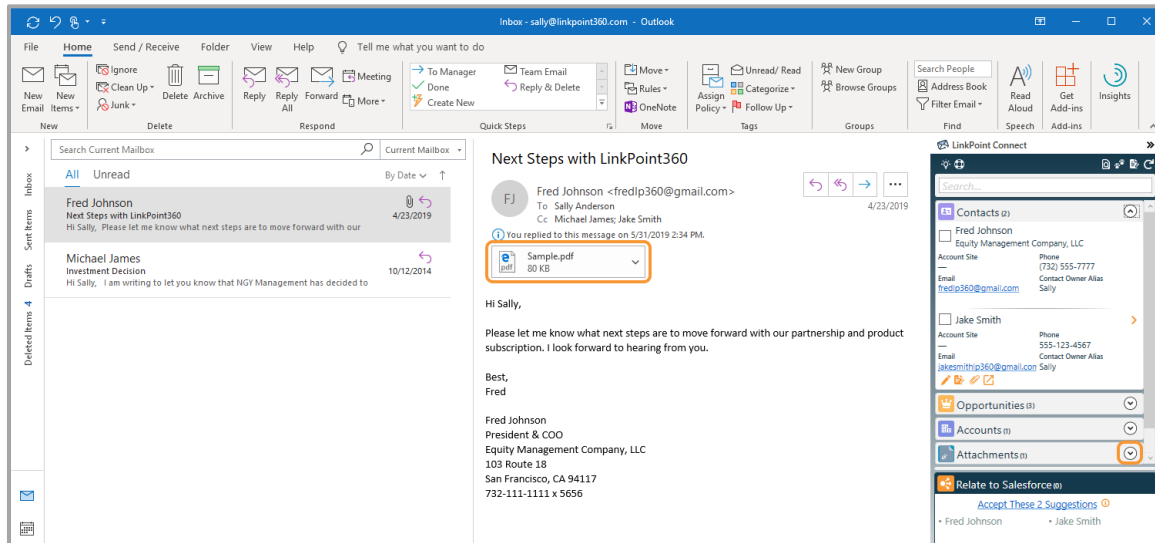 Inbox - sally@linkpoint360.com - Outlook
File Home Send / Receive Folder View Help Tell me what you want to do
New Email
New Items
Ignore
Clean Up
Junk
Delete
Archive
Reply
Reply All
Forward
Meeting
More
To Manager
Done
Create New
Team Email
Reply & Delete
Move
Rules
OneNote
Assign Policy
Unread/ Read
Categorize
Follow Up
New Group
Browse Groups
Search People
Address Book
Filter Email
Read Aloud
Get Add-ins
Insights
New Delete Respond Quick Steps Move Tags Groups Find Speech Add-ins
Inbox
Sent Items
Drafts
Deleted Items 4
Search Current Mailbox
Current Mailbox
All Unread
By Date
Fred Johnson
Next Steps with LinkPoint360 4/23/2019
Hi Sally, Please let me know what next steps are to move forward with our
Michael James
Investment Decision 10/12/2014
Hi Sally, I am writing to let you know that NGY Management has decided to
Next Steps with LinkPoint360
FJ
Fred Johnson <fredlp360@gmail.com>
To Sally Anderson
Cc Michael James; Jake Smith
4/23/2019
You replied to this message on 5/31/2019 2:34 PM.
pdf
Sample.pdf
80 KB
Hi Sally,
Please let me know what next steps are to move forward with our partnership and product
subscription. I look forward to hearing from you.
Best,
Fred
Fred Johnson
President & COO
Equity Management Company, LLC
103 Route 18
San Francisco, CA 94117
732-111-1111 x 5656
LinkPoint Connect
Search...
Contacts (2)
Fred Johnson
Equity Management Company, LLC
Account Site Phone
— (732) 555-7777
Email Contact Owner Alias
fredlp360@gmail.com Sally
Jake Smith
Account Site Phone
— 555-123-4567
Email Contact Owner Alias
jakesmithlp360@gmail.con Sally
Opportunities (3)
Accounts (1)
Attachments (1)
Relate to Salesforce (0)
Accept These 2 Suggestions
• Fred Johnson • Jake Smith